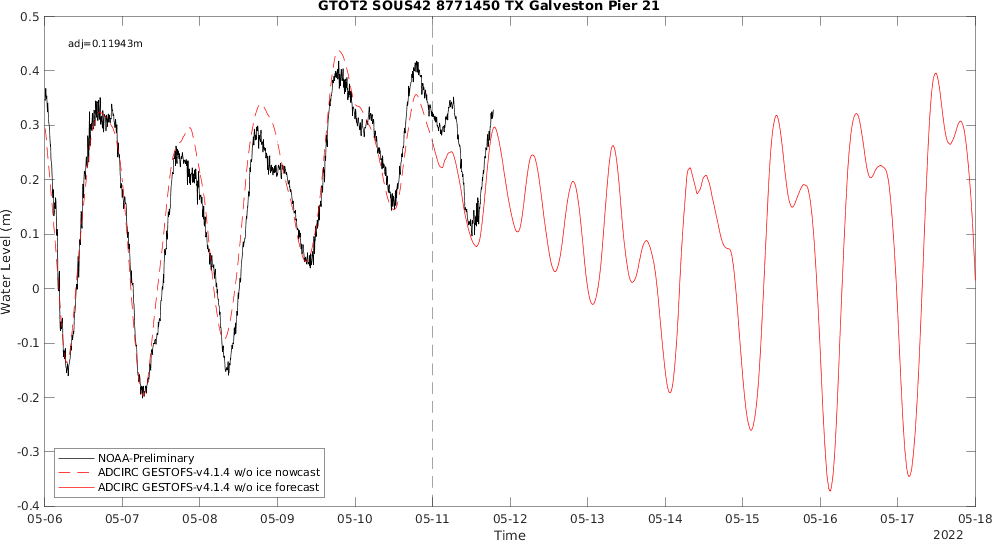 GTOT2 SOUS42 8771450 TX Galveston Pier 21
adj=0.11943m
0.5
0.4
0.3
0.2
0.1
0
-0.1
-0.2
-0.3
-0.4
Water Level (m)
NOAA-Preliminary
ADCIRC GESTOFS-v4.1.4 w/o ice nowcast
ADCIRC GESTOFS-v4.1.4 w/o ice forecast
05-06 05-07 05-08 05-09 05-10 05-11 05-12 05-13 05-14 05-15 05-16 05-17 05-18
Time
2022